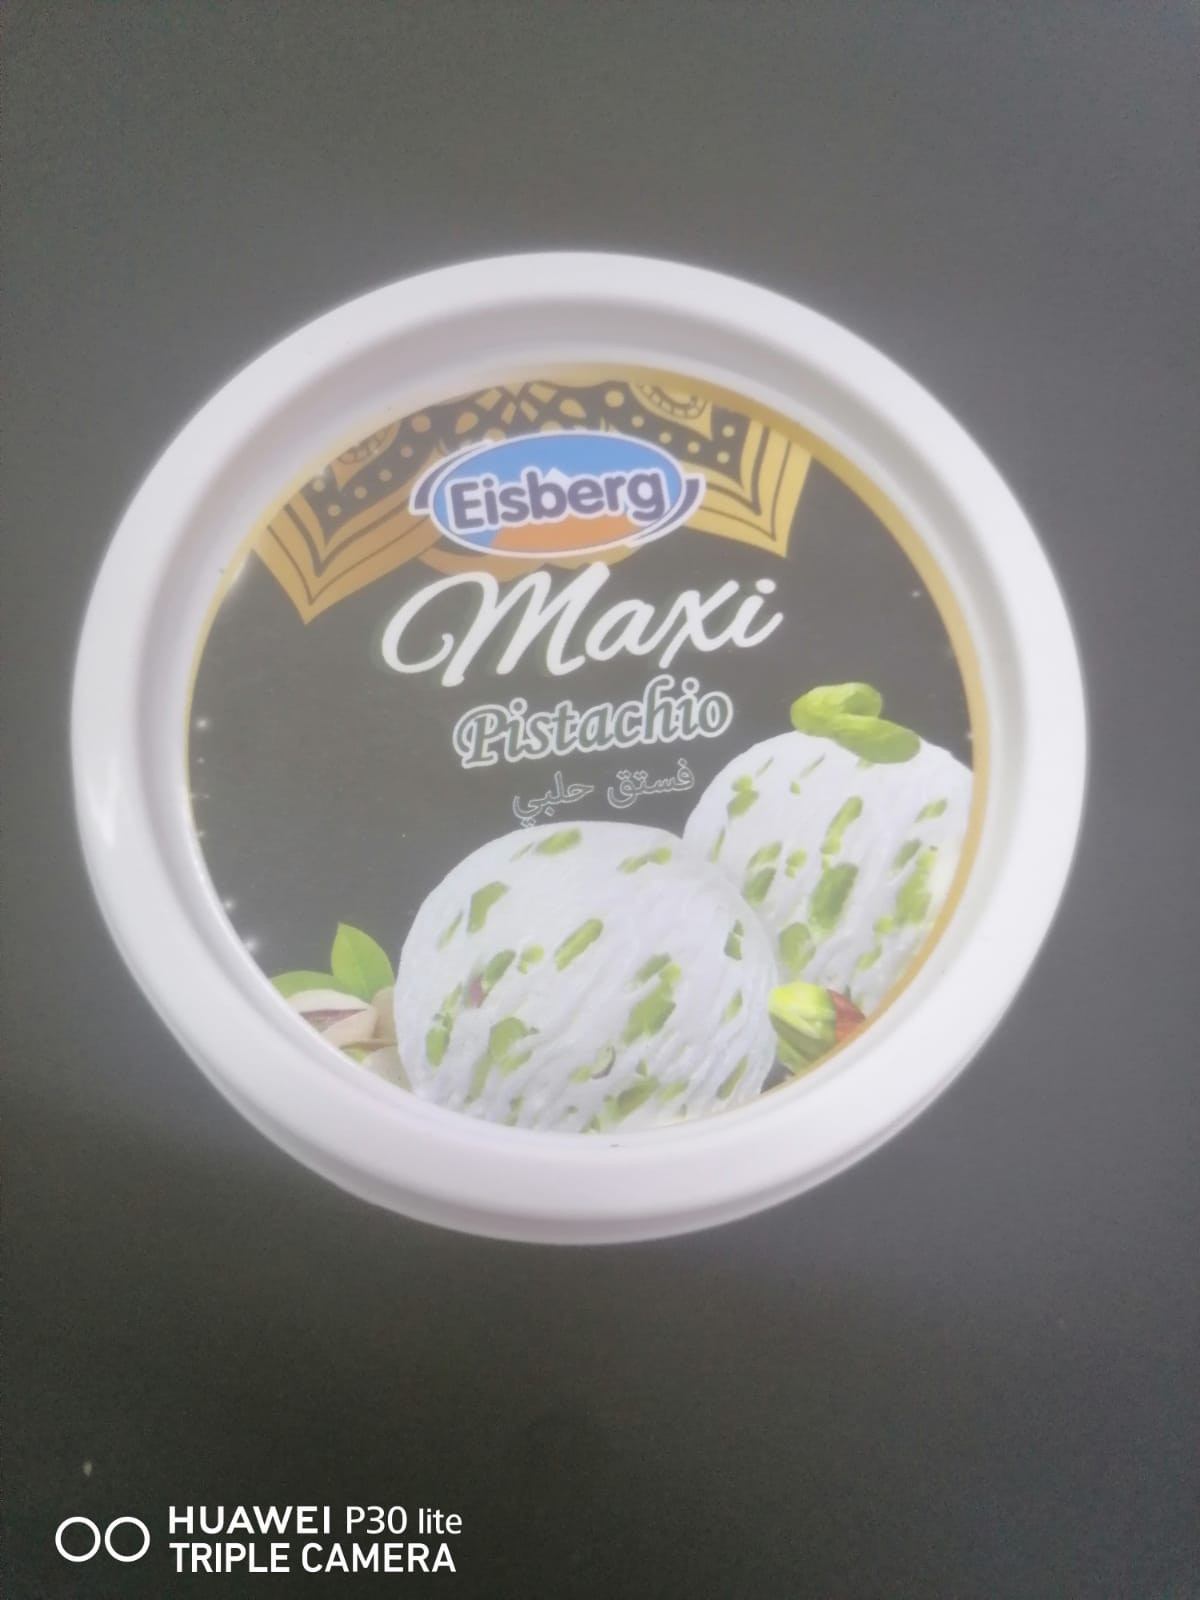 Eisberg
Maxi
Pistachio
فستق حلبي
HUAWEI P30 lite
TRIPLE CAMERA